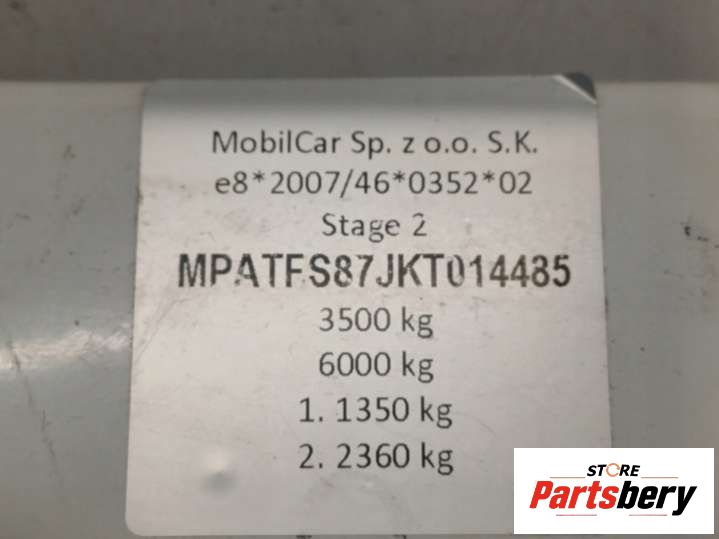 MobilCar Sp. z o.o. S.K.
e8*2007/46*0352*02
Stage 2
MPATFS87JKT014485
3500 kg
6000 kg
1. 1350 kg
2. 2360 kg
STORE
Partsbery